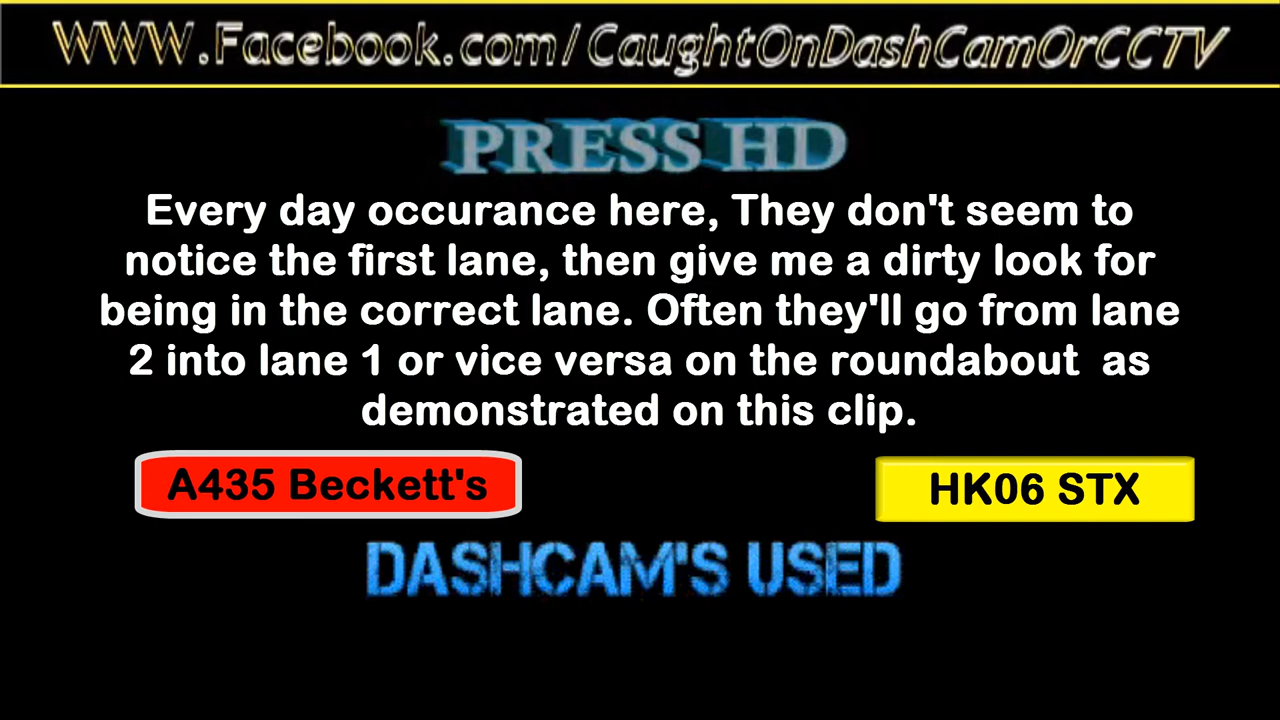 WWW.Facebook.com/CaughtOnDashCamOrCCTV
PRESS HD
Every day occurance here, They don't seem to
notice the first lane, then give me a dirty look for
being in the correct lane. Often they'll go from lane
2 into lane 1 or vice versa on the roundabout  as
demonstrated on this clip.
A435 Beckett's
HK06 STX
DASHCAM'S USED